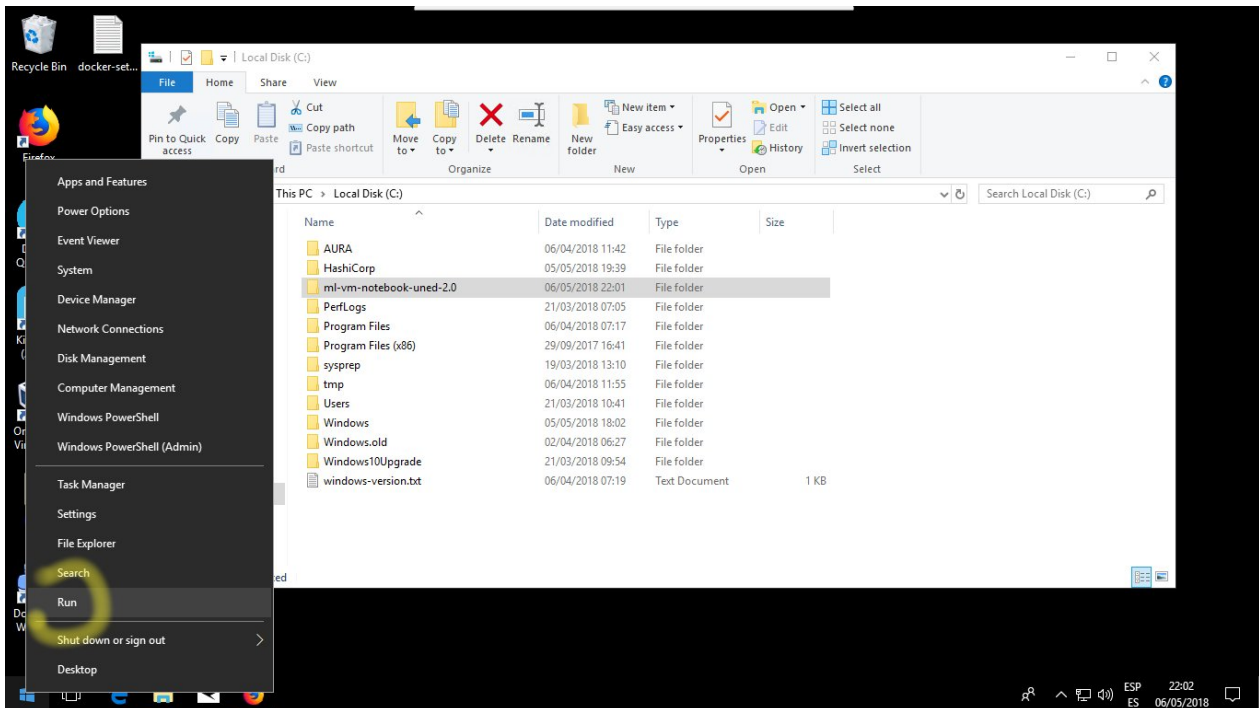 Recycle Bin
docker-set...
Firefox
Local Disk (C:)
File Home Share View
Pin to Quick access
Copy
Paste
Cut
Copy path
Paste shortcut
Move to
Copy to
Delete
Rename
New folder
New item
Easy access
Properties
Open
Edit
History
Select all
Select none
Invert selection
Organize
New
Open
Select
This PC > Local Disk (C:)
Search Local Disk (C:)
Name Date modified Type Size
AURA 06/04/2018 11:42 File folder
HashiCorp 05/05/2018 19:39 File folder
ml-vm-notebook-uned-2.0 06/05/2018 22:01 File folder
PerfLogs 21/03/2018 07:05 File folder
Program Files 06/04/2018 07:17 File folder
Program Files (x86) 29/09/2017 16:41 File folder
sysprep 19/03/2018 13:10 File folder
tmp 06/04/2018 11:55 File folder
Users 21/03/2018 10:41 File folder
Windows 05/05/2018 18:02 File folder
Windows.old 02/04/2018 06:27 File folder
Windows10Upgrade 21/03/2018 09:54 File folder
windows-version.txt 06/04/2018 07:19 Text Document 1 KB
Apps and Features
Power Options
Event Viewer
System
Device Manager
Network Connections
Disk Management
Computer Management
Windows PowerShell
Windows PowerShell (Admin)
Task Manager
Settings
File Explorer
Search
Run
Shut down or sign out
Desktop
ESP
ES
22:02
06/05/2018